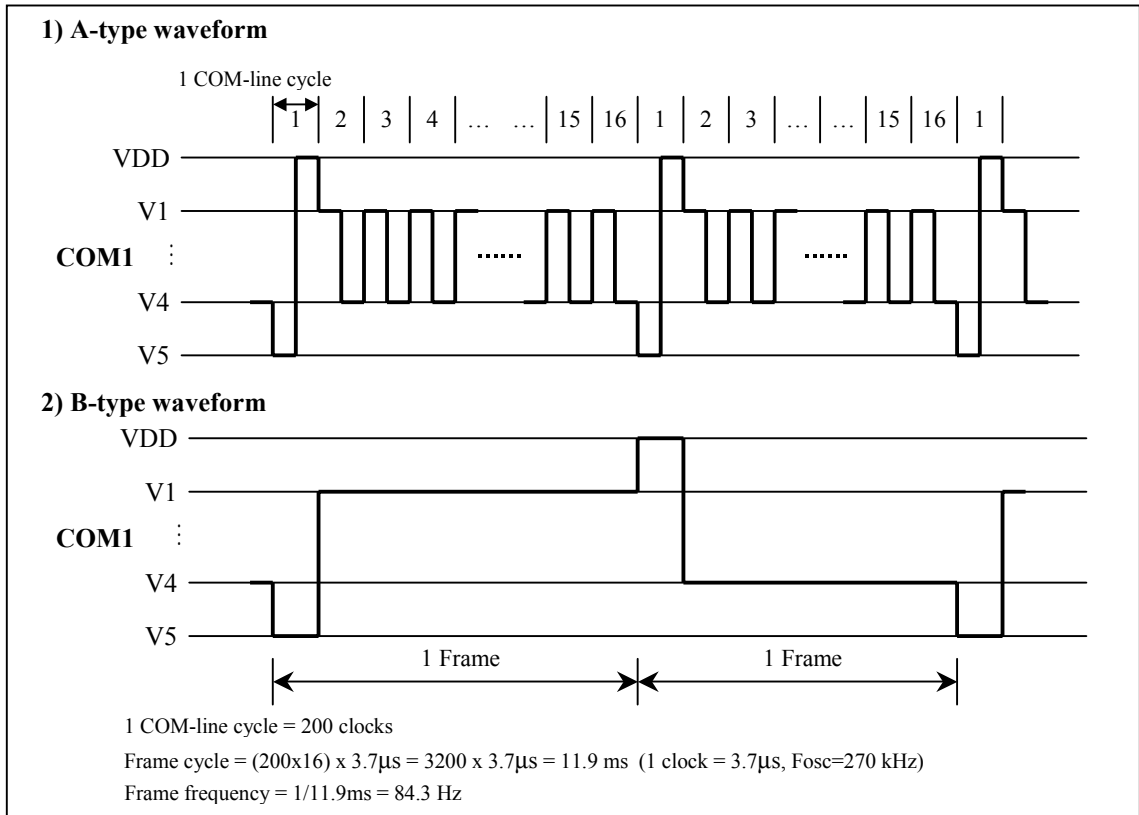 1) A-type waveform
1 COM-line cycle
1 2 3 4 … … 15 16 1 2 3 … … 15 16 1
VDD
V1
COM1 ⋮
......
......
V4
V5
2) B-type waveform
VDD
V1
COM1 ⋮
V4
V5
1 Frame 1 Frame
1 COM-line cycle = 200 clocks
Frame cycle = (200x16) x 3.7μs = 3200 x 3.7μs = 11.9 ms (1 clock = 3.7μs, Fosc=270 kHz)
Frame frequency = 1/11.9ms = 84.3 Hz